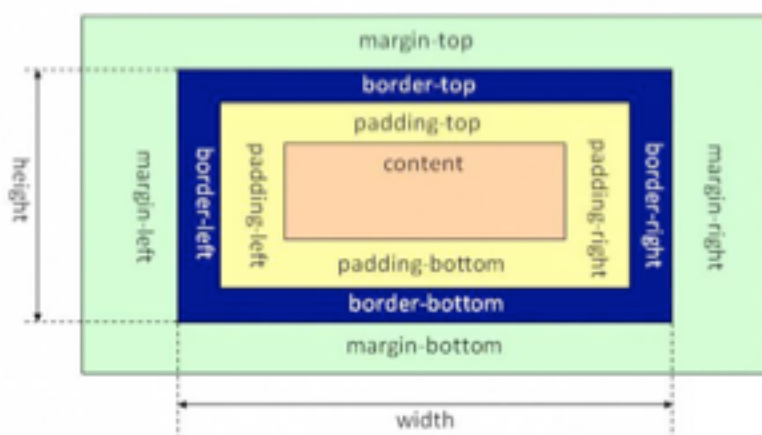 margin-top
border-top
padding-top
content
height
margin-left
border-left
padding-left
padding-right
border-right
margin-right
padding-bottom
border-bottom
margin-bottom
width